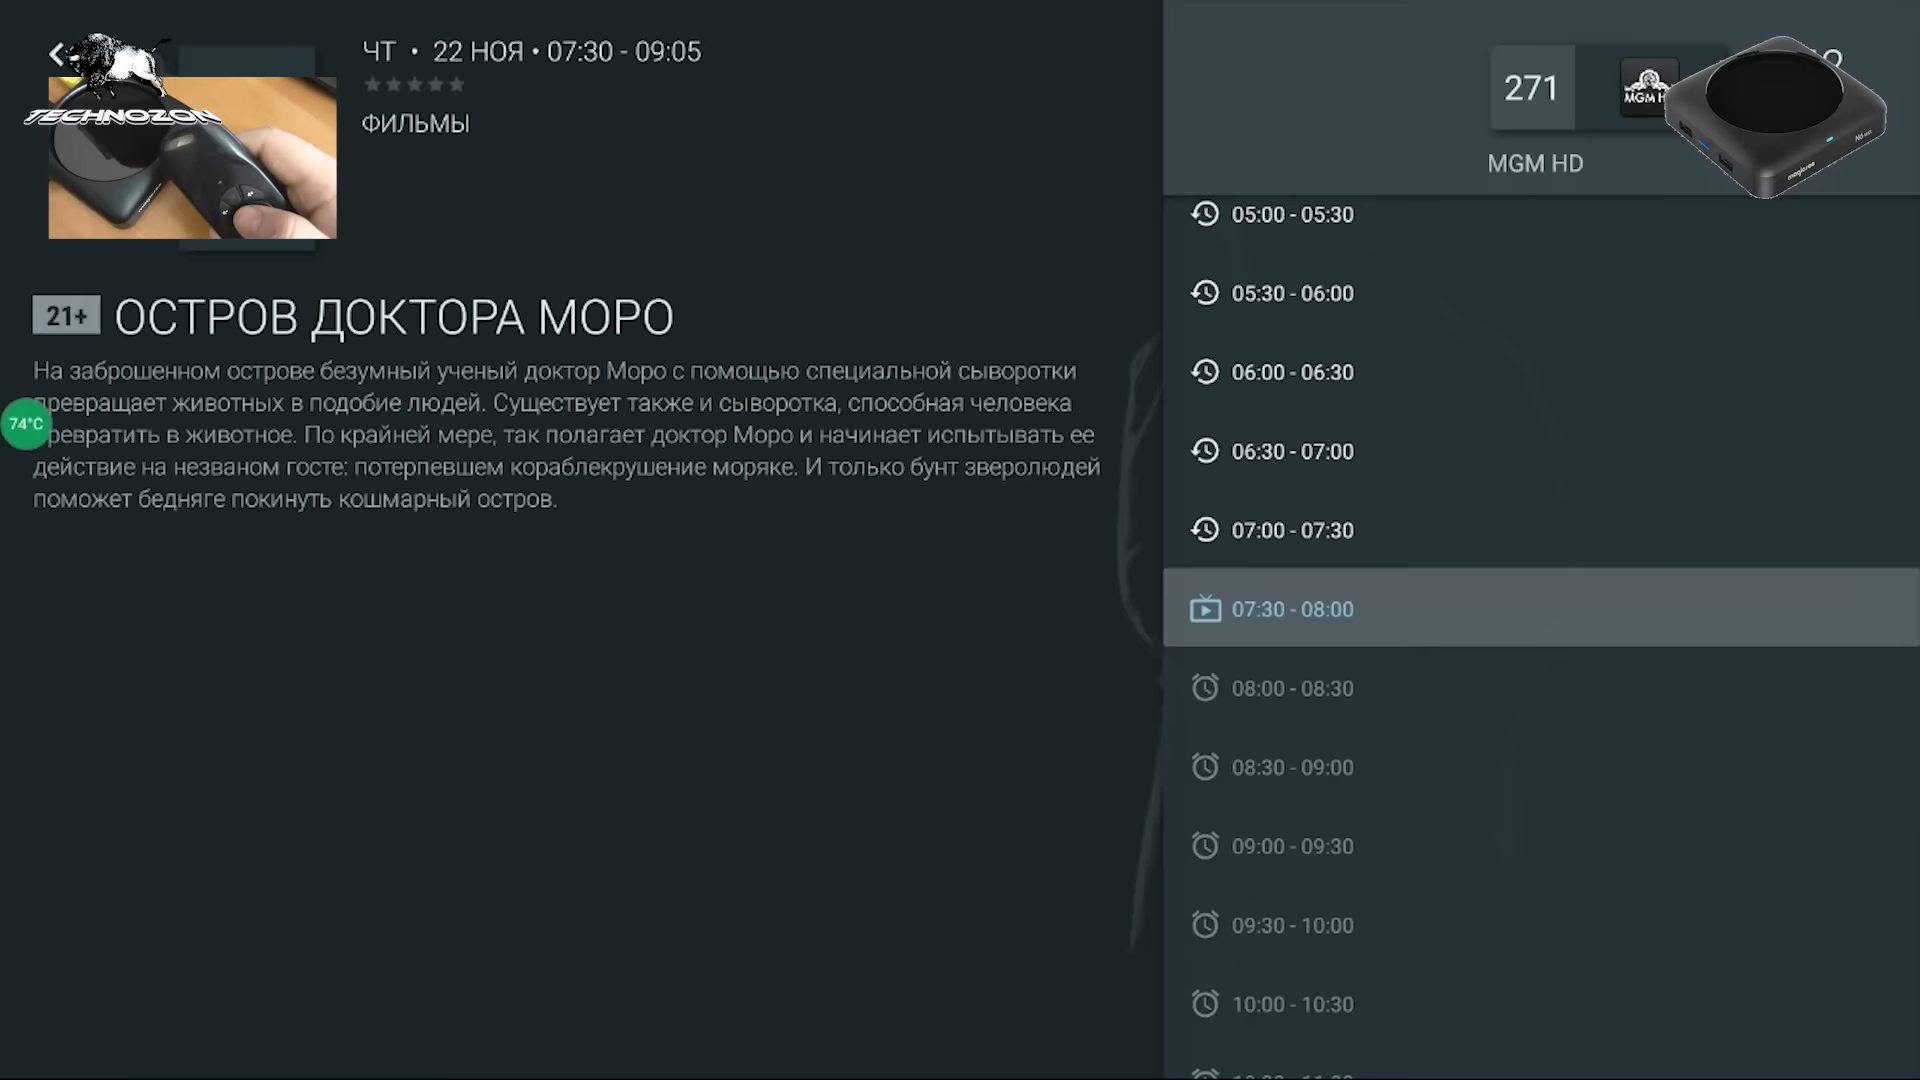 TECHNOZON
ЧТ • 22 НОЯ • 07:30 - 09:05
ФИЛЬМЫ
21+ ОСТРОВ ДОКТОРА МОРО
На заброшенном острове безумный ученый доктор Моро с помощью специальной сыворотки
превращает животных в подобие людей. Существует также и сыворотка, способная человека
превратить в животное. По крайней мере, так полагает доктор Моро и начинает испытывать ее
действие на незваном госте: потерпевшем кораблекрушение моряке. И только бунт зверолюдей
поможет бедняге покинуть кошмарный остров.
74°C
271
MGM H
MGM HD
magicsee
05:00 - 05:30
05:30 - 06:00
06:00 - 06:30
06:30 - 07:00
07:00 - 07:30
07:30 - 08:00
08:00 - 08:30
08:30 - 09:00
09:00 - 09:30
09:30 - 10:00
10:00 - 10:30